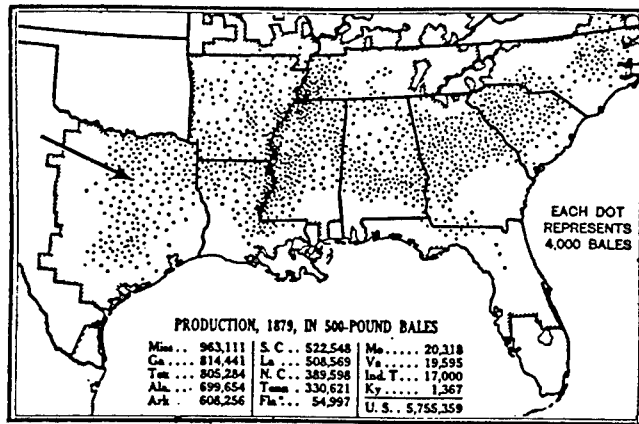 EACH DOT
REPRESENTS
4,000 BALES
PRODUCTION, 1879, IN 500-POUND BALES
Miss.. 963,111
Ga... 814,441
Tex... 805,284
Ala... 699,654
Ark... 608,256
S. C... 522,548
La... 508,569
N. C... 389,598
Tenn... 330,621
Fla... 54,997
Mo..... 20,318
Va..... 19,595
Ind. T... 17,000
Ky..... 1,367
U. S.. 5,755,359